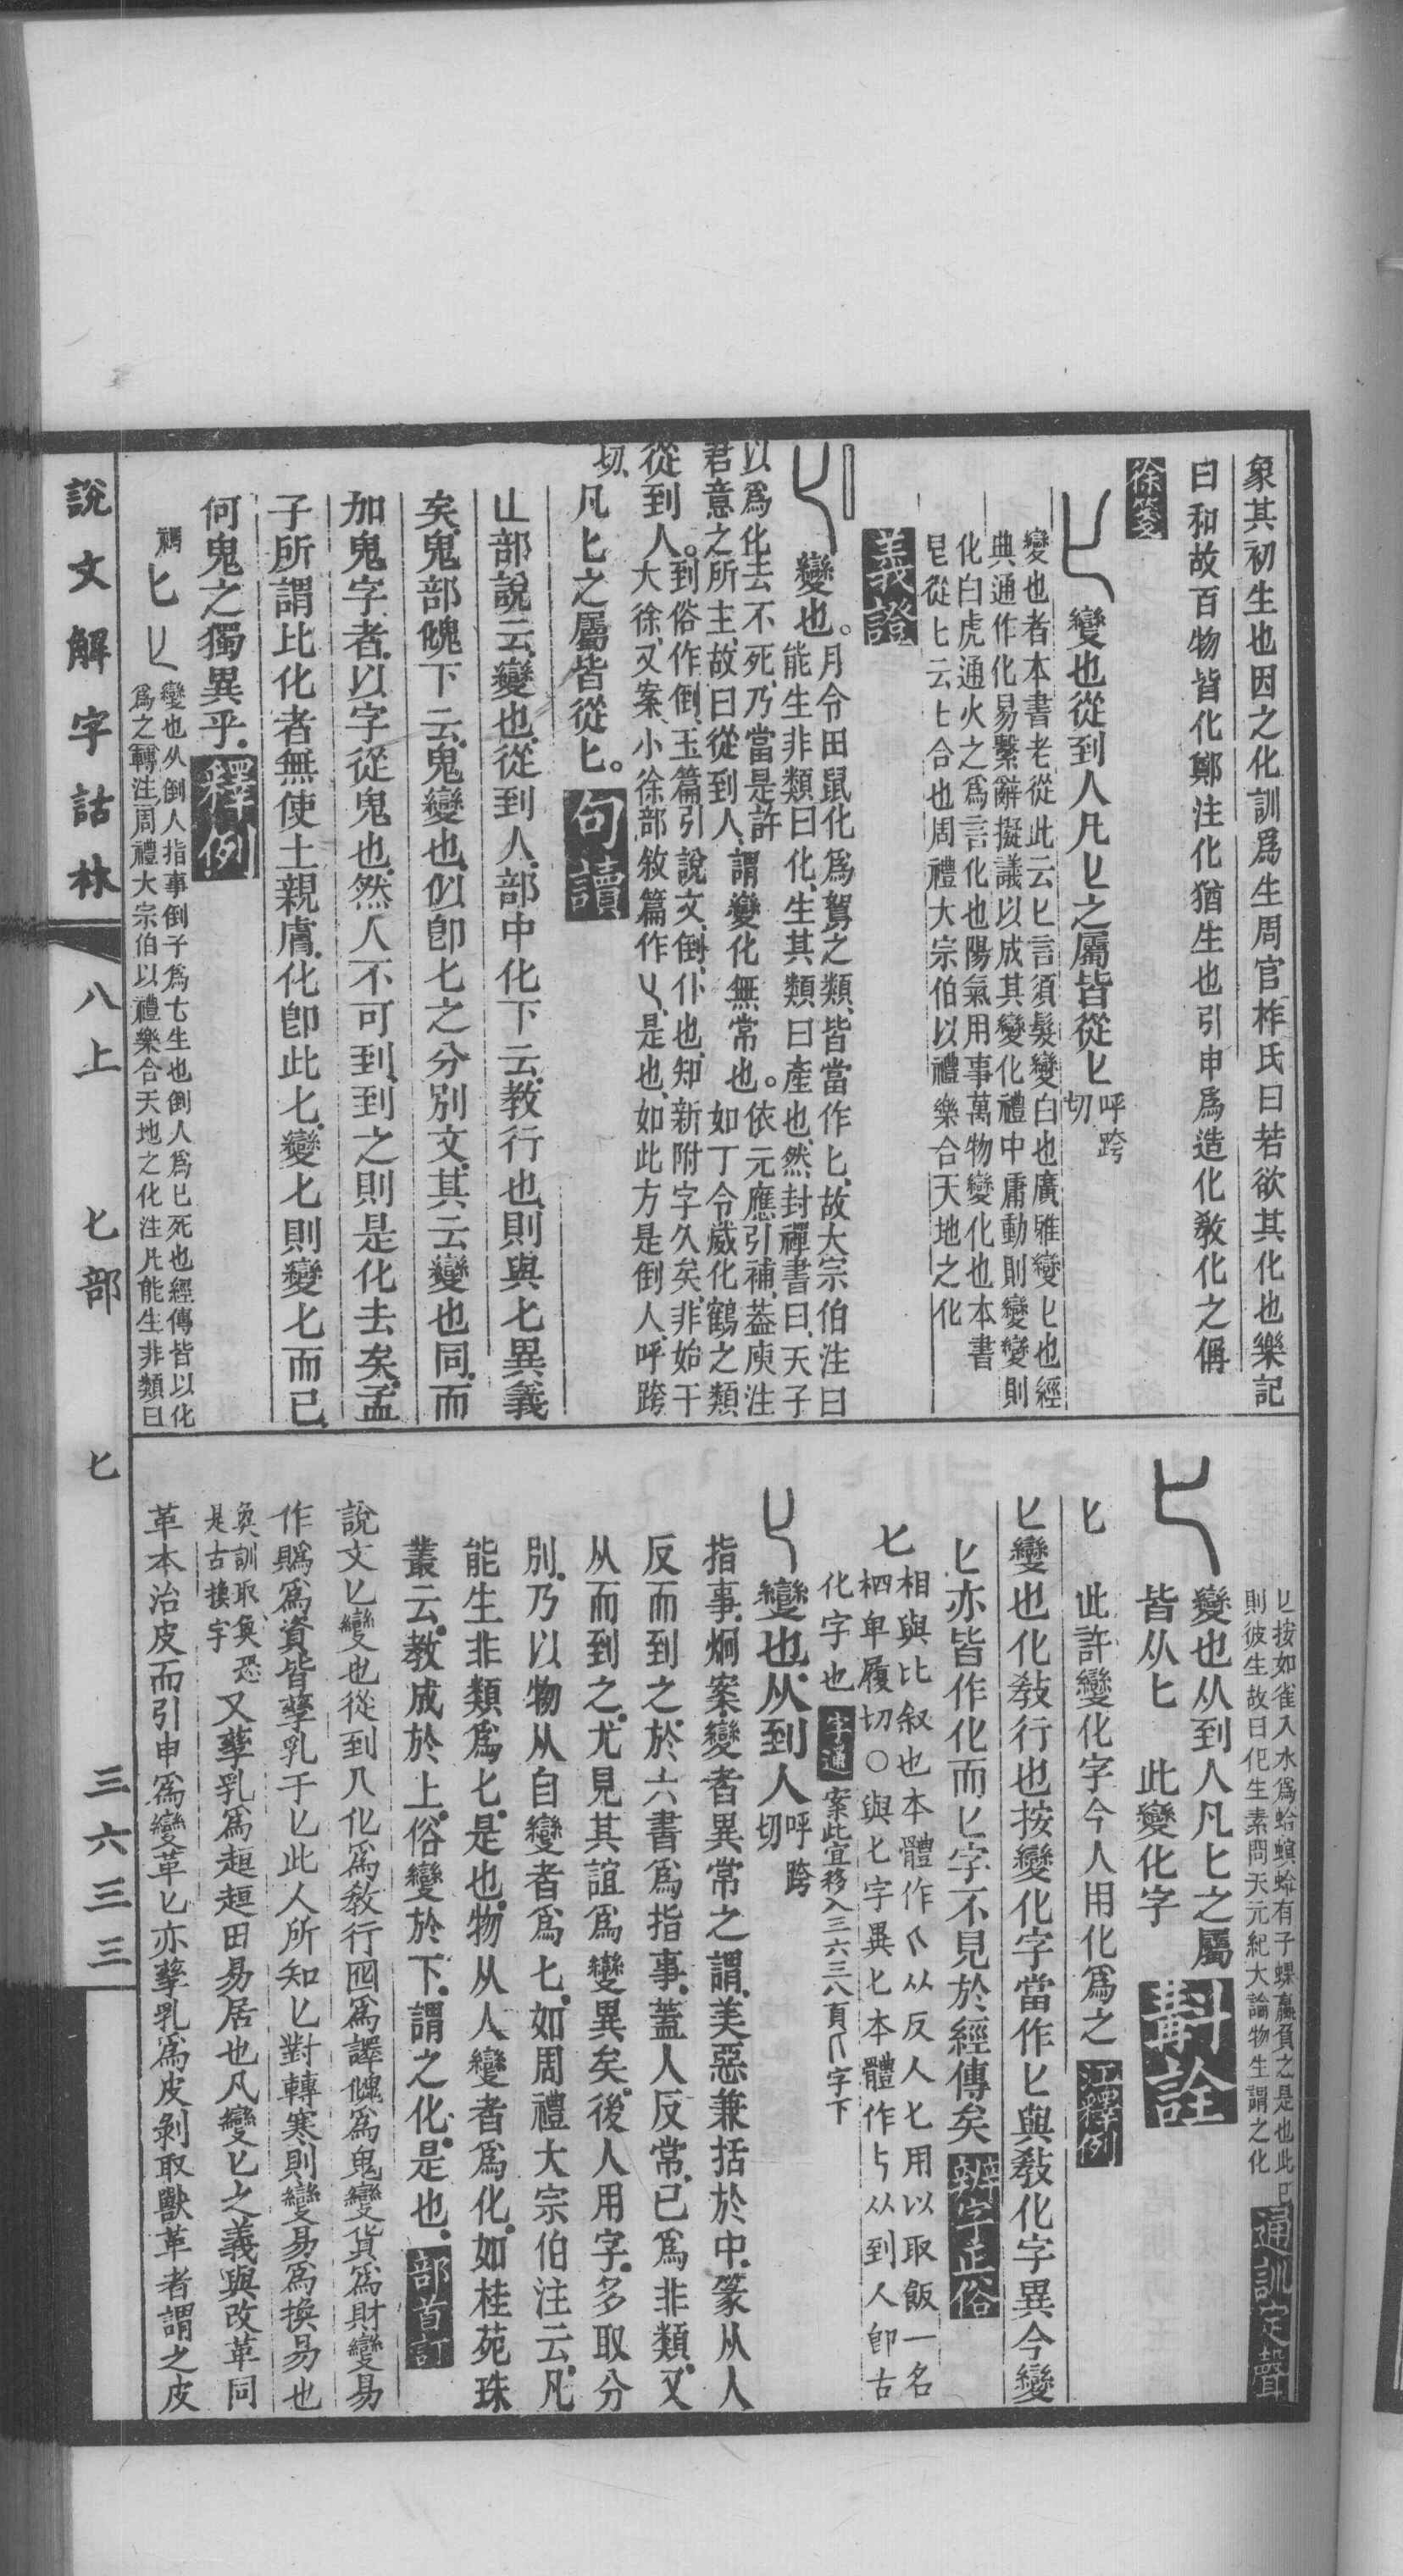 象其初生也因之化訓爲生周官柞氏曰若欲其化也樂記
曰和故百物皆化鄭注化猶生也引申爲造化敎化之偁
徐箋
變也從到人凡匕之屬皆從匕呼跨切
變也者本書老從此云匕言須髮變白也廣雅變匕也經
典通作化易繫辭擬議以成其變化禮中庸動則變變則
化白虎通火之爲言化也陽氣用事萬物變化也本書
皀從匕云匕合也周禮大宗伯以禮樂合天地之化
義證
變也。月令田鼠化爲鴽之類、皆當作匕、故大宗伯注曰
能生非類曰化、生其類曰產也、然封禪書曰、天子
以爲化去不死、乃當是許謂變化無常也。依元應引補、葢庾注
君意之所主、故曰從到人、如丁令威化鶴之類
從到人。到俗作倒、玉篇引說文、倒、仆也、知新附字久矣、非始于
大徐、又案、小徐部敘篇作匕、是也、如此方是倒人、呼跨
切、凡匕之屬皆從匕。句讀
部說云、變也、從到人、部中化下云、教行也、則與匕異義
矣、鬼部傀下云、鬼變也、似卽匕之分別文、其云變也同、而
加鬼字者、以字從鬼也、然人不可到、到之則是化去矣、孟
子所謂比化者無使土親膚、化卽此匕、變匕則變匕而已、
何鬼之獨異乎、釋例
匕 變也从倒人指事倒子爲𠫓生也倒人爲匕死也經傳皆以化
爲之轉注周禮大宗伯以禮樂合天地之化注凡能生非類曰
說文解字詁林 八上 匕部 匕 三六三三
匕按如雀入水爲蛤螟蛉有子蜾蠃負之是也此匕
則彼生故曰化生素問天元紀大論物生謂之化
通訓定聲
變也从到人凡匕之屬
皆从匕 此變化字
斠詮
匕 此許變化字今人用化爲之 江釋例
匕變也化敎行也按變化字當作匕與敎化字異今變
匕亦皆作化而匕字不見於經傳矣 辨字正俗
匕 相與比叙也本體作从反人匕用以取飯一名
柶卑履切○與匕字異匕本體作从到人卽古
化字也 字通 案此宜移入三六三八頁字下
變也、从到人呼跨切
指事、烱案、變者異常之謂、美惡兼括於中、篆从人
反而到之、於六書爲指事、蓋人反常、已爲非類、又
从而到之、尤見其誼爲變異矣、後人用字、多取分
別、乃以物从自變者爲匕、如周禮大宗伯注云、凡
能生非類爲匕、是也、物从人變者爲化、如桂苑珠
叢云、教成於上、俗變於下、謂之化、是也、部首訂
說文匕變也從到人化爲敎行囮爲譯傀爲鬼變貨爲財變易
作䞈爲資皆孳乳于匕此人所知匕對轉寒則變易爲換易也
奐訓取奐恐是古換字又孳乳爲趄趄田易居也凡變匕之義與改革同
革本治皮而引申爲變革匕亦孳乳爲皮剥取獸革者謂之皮